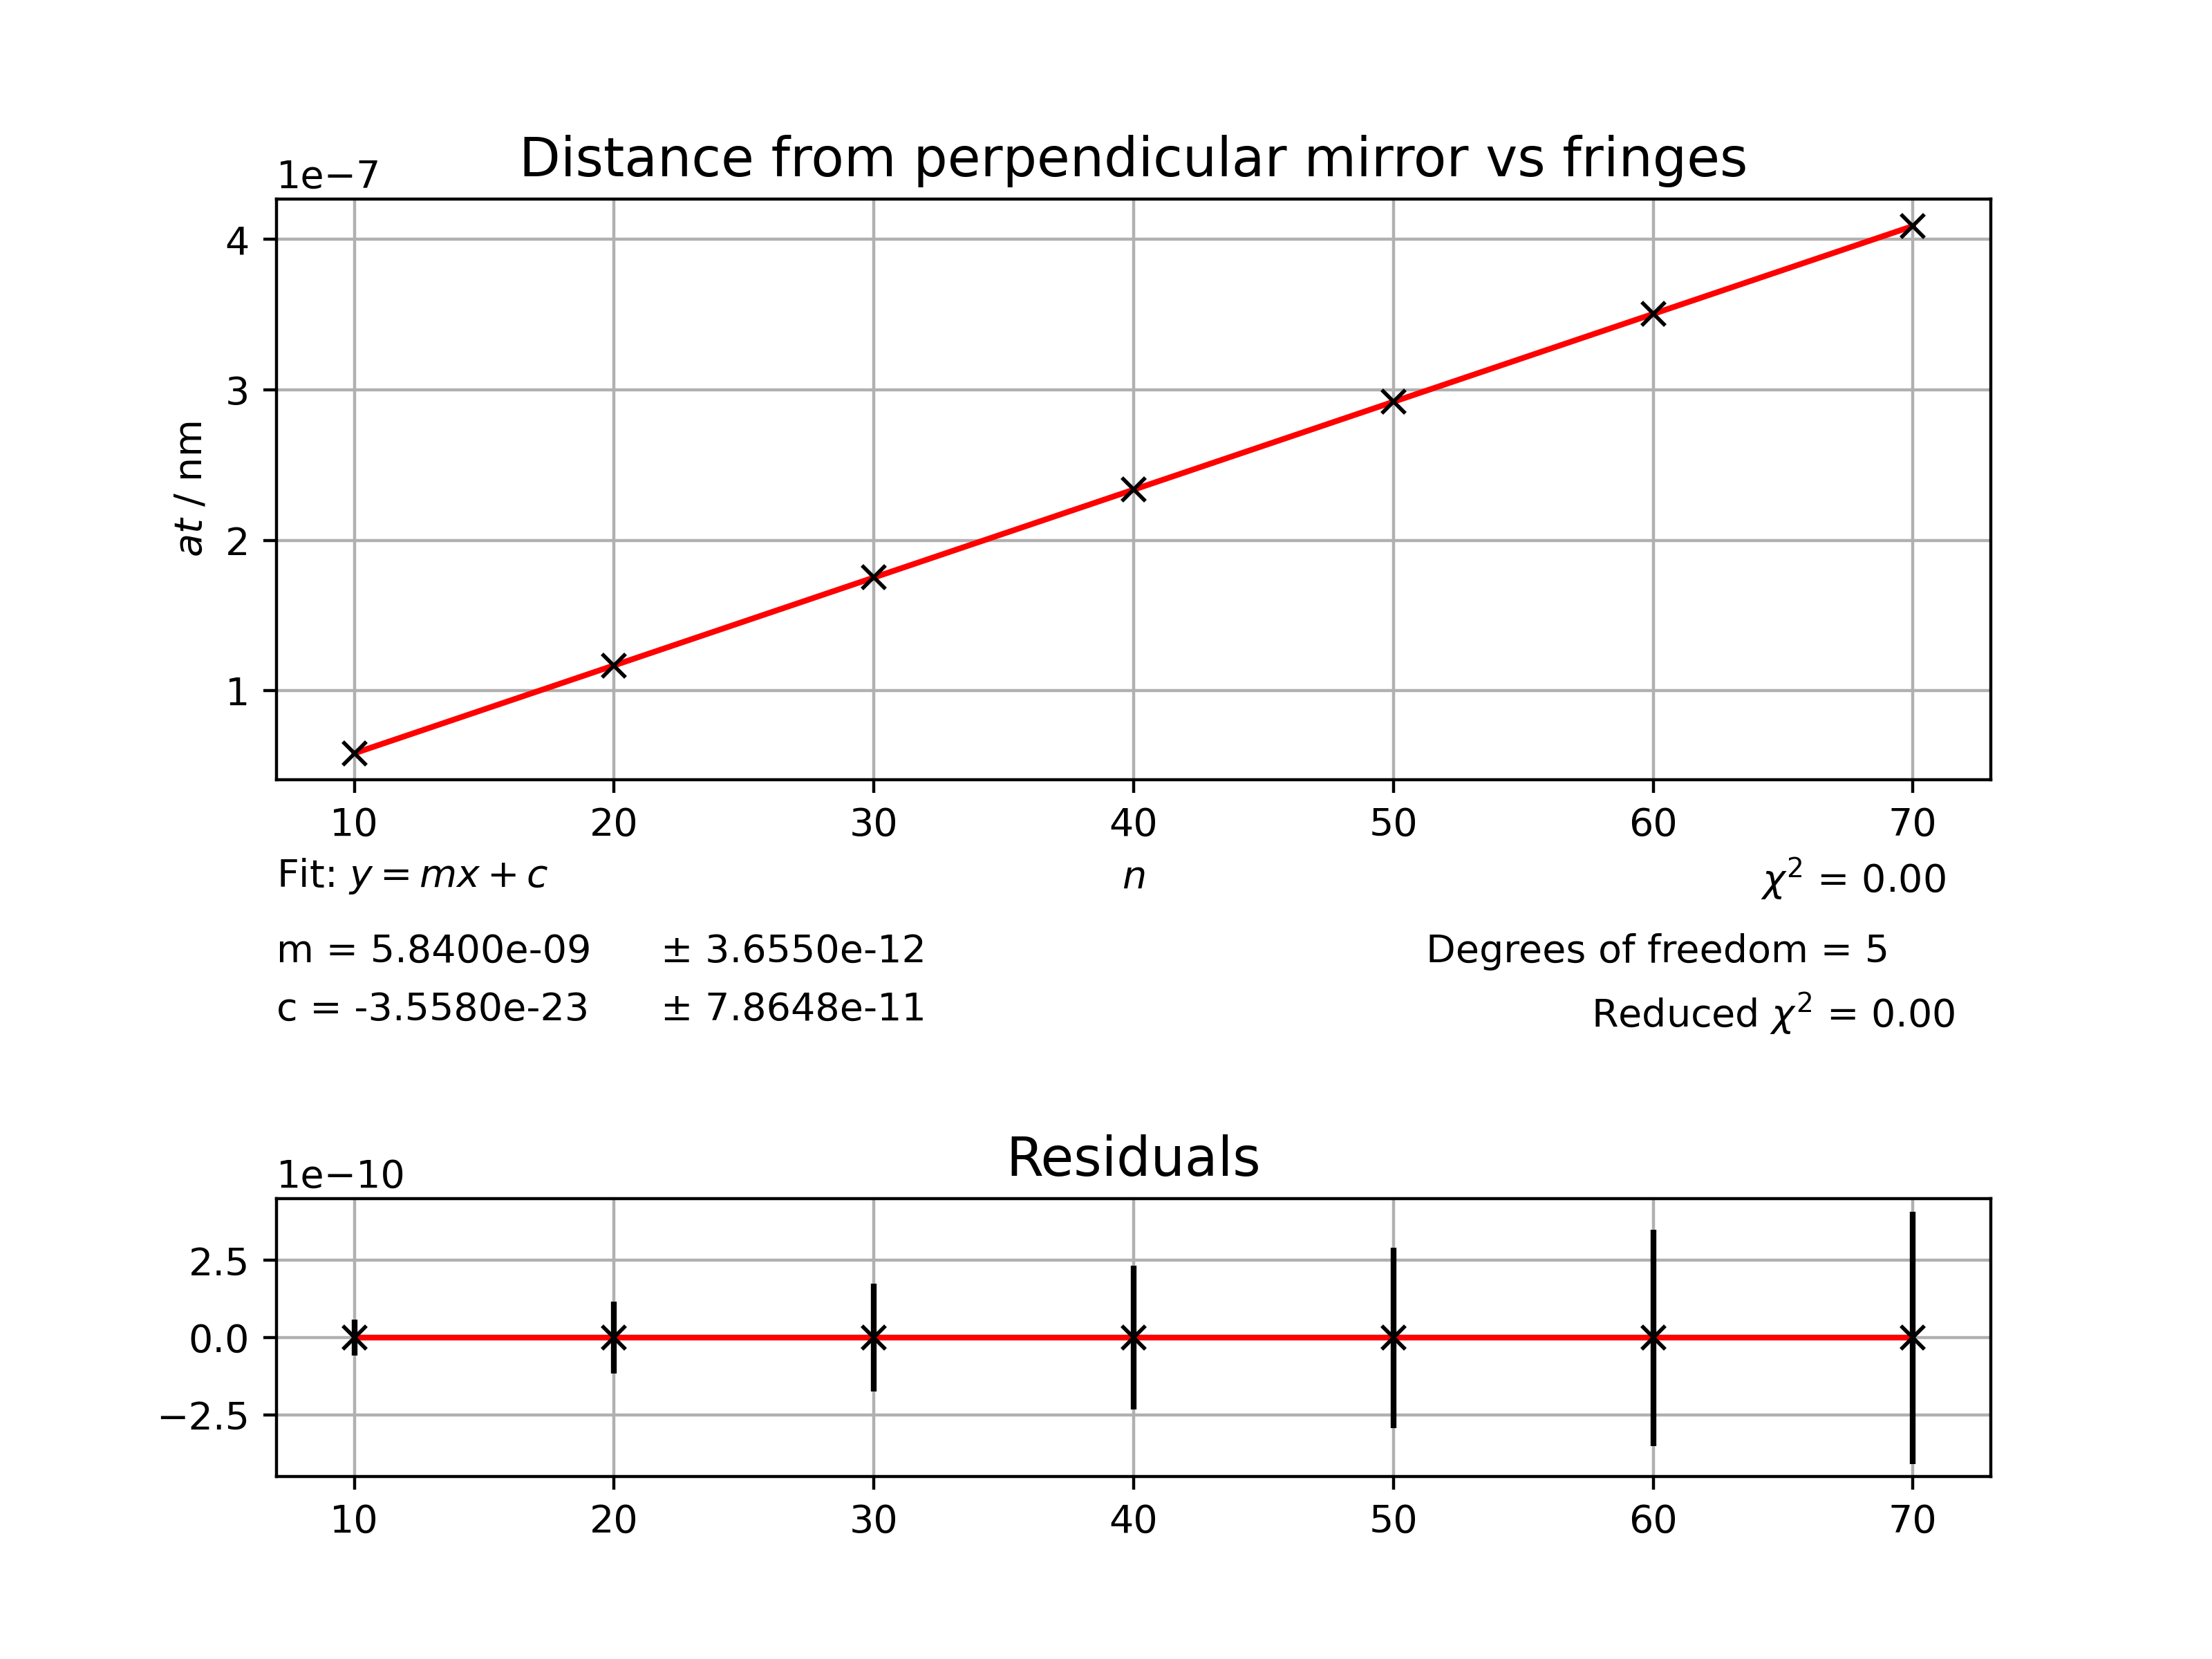 Distance from perpendicular mirror vs fringes
1e−7
4
3
2
1
at / nm
10 20 30 40 50 60 70
n
Fit: y = mx + c
χ² = 0.00
m = 5.8400e-09 ± 3.6550e-12
Degrees of freedom = 5
c = -3.5580e-23 ± 7.8648e-11
Reduced χ² = 0.00
Residuals
1e−10
2.5
0.0
−2.5
10 20 30 40 50 60 70